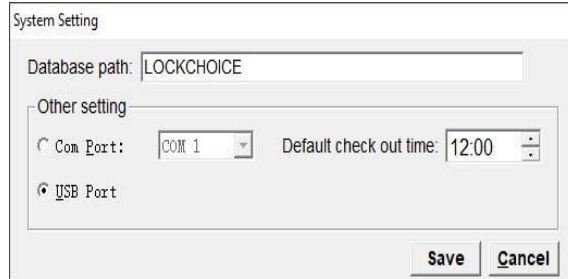 System Setting
Database path: LOCKCHOICE
Other setting
Com Port: COM 1 Default check out time: 12:00
USB Port
Save Cancel